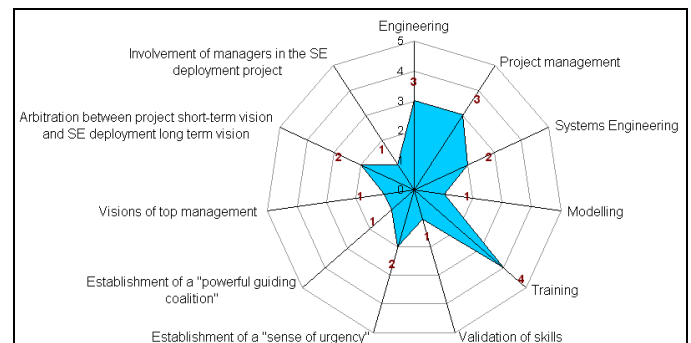 Engineering
5
Involvement of managers in the SE
deployment project
4
Project management
3
3
3
Arbitration between project short-term vision
and SE deployment long term vision
2
Systems Engineering
1
2
2
1
0
1
1
Visions of top management
Modelling
1
1
Establishment of a "powerful guiding
coalition"
2
4
Training
Establishment of a "sense of urgency"
Validation of skills